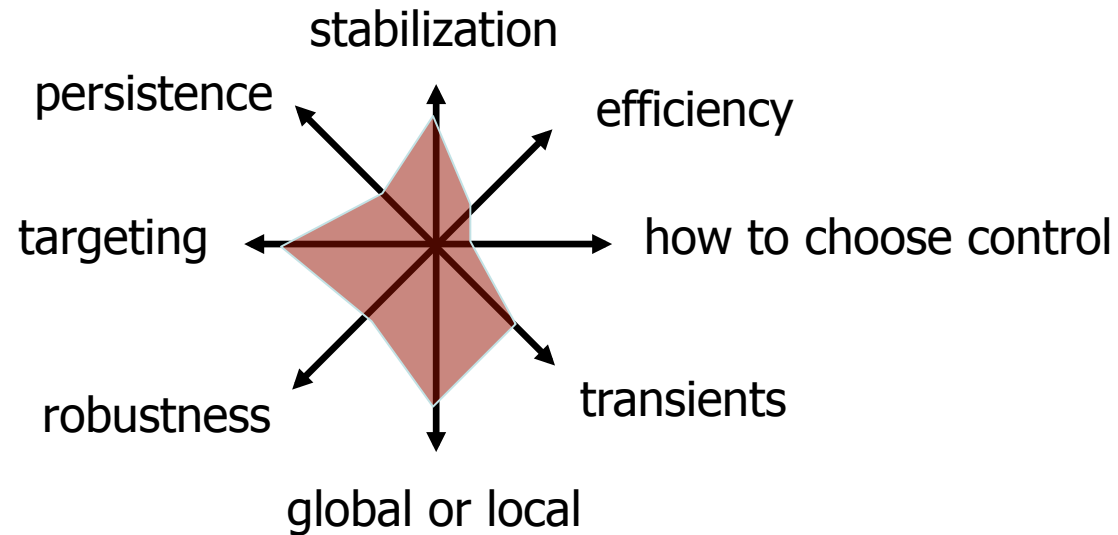 stabilization
persistence
efficiency
targeting
how to choose control
robustness
transients
global or local